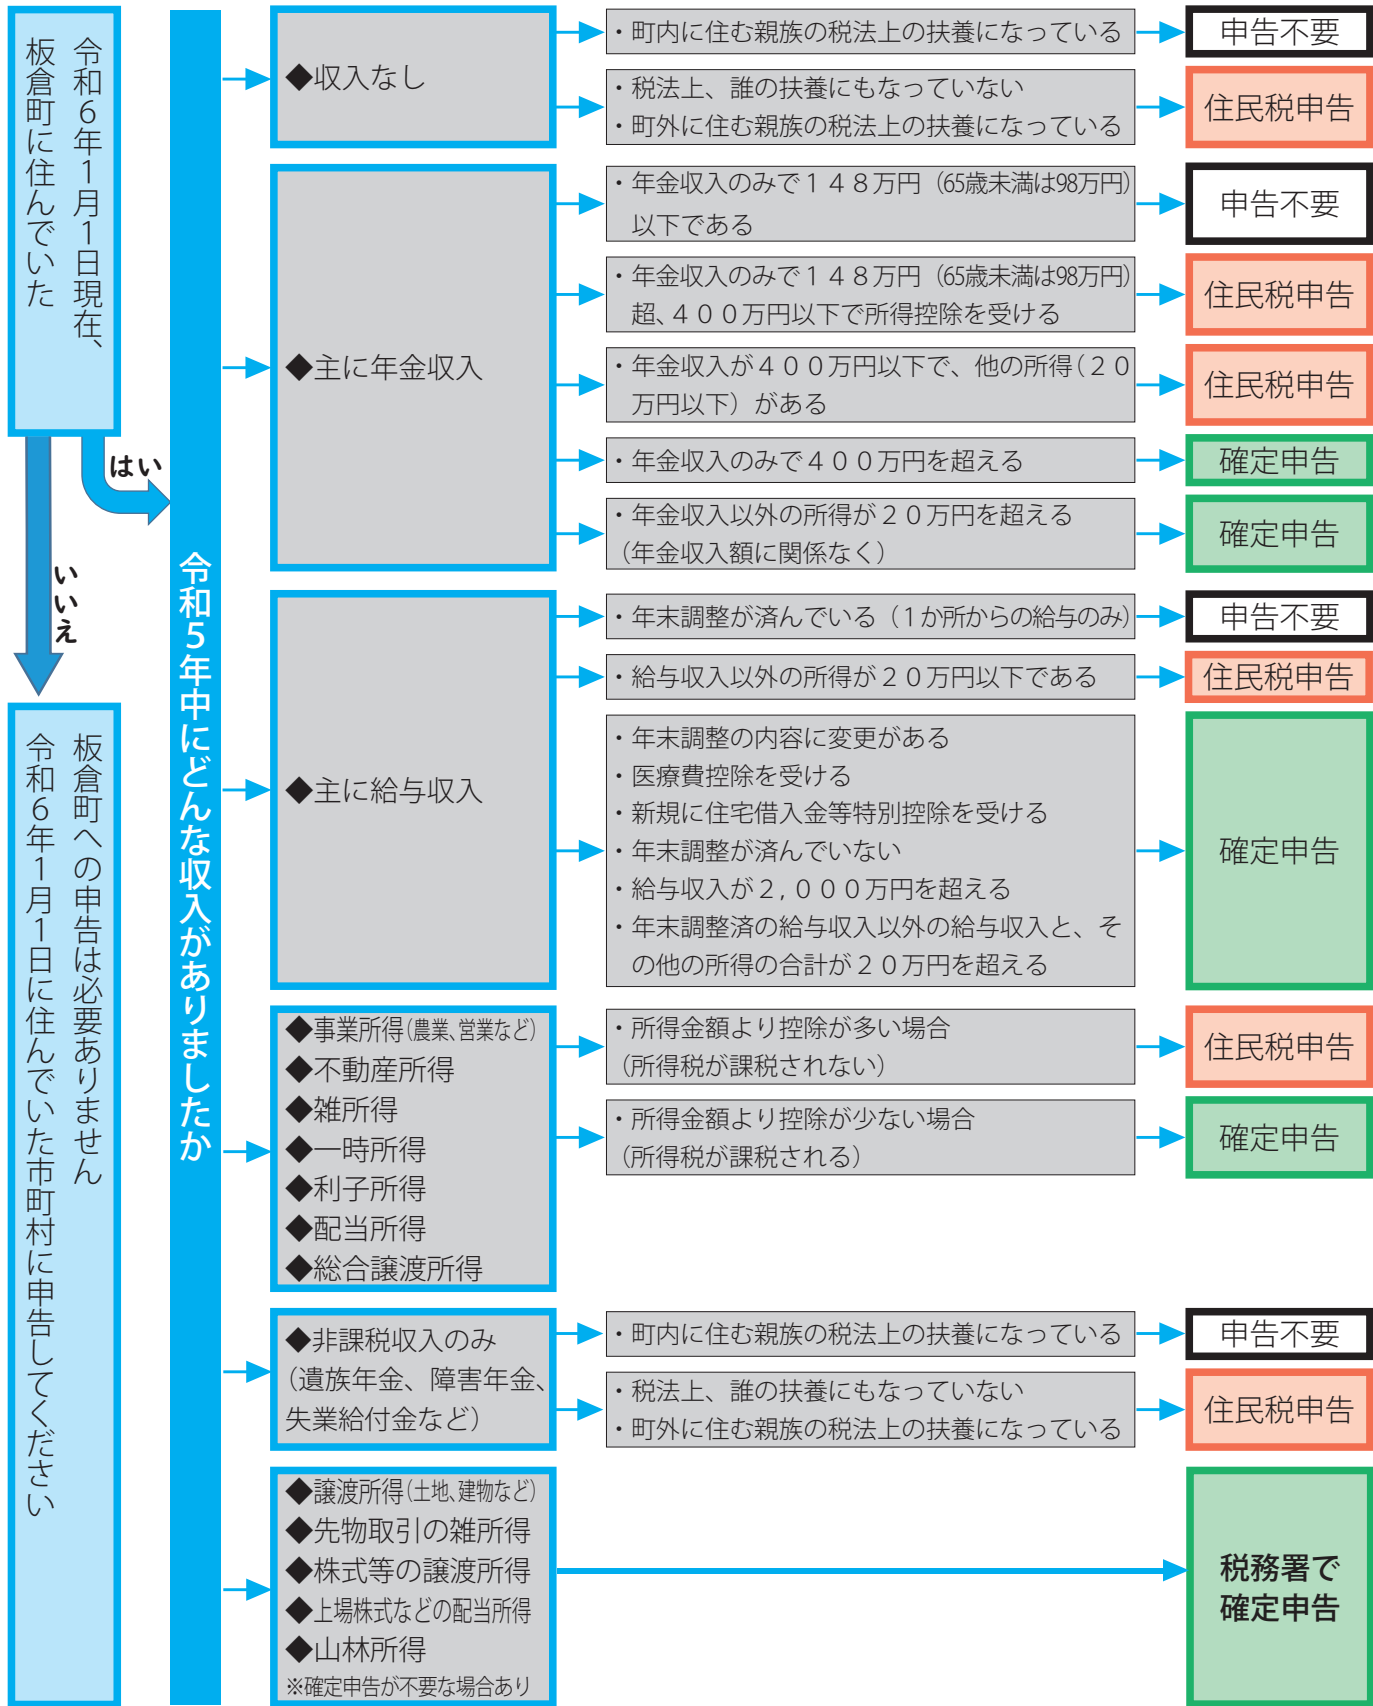 令和６年１月１日現在、
板倉町に住んでいた
はい
いいえ
板倉町への申告は必要ありません
令和６年１月１日に住んでいた市町村に申告してください
令和５年中にどんな収入がありましたか
◆収入なし
・町内に住む親族の税法上の扶養になっている
申告不要
・税法上、誰の扶養にもなっていない
・町外に住む親族の税法上の扶養になっている
住民税申告
◆主に年金収入
・年金収入のみで１４８万円（65歳未満は98万円）
以下である
申告不要
・年金収入のみで１４８万円（65歳未満は98万円）
超、４００万円以下で所得控除を受ける
住民税申告
・年金収入が４００万円以下で、他の所得（２０
万円以下）がある
住民税申告
・年金収入のみで４００万円を超える
確定申告
・年金収入以外の所得が２０万円を超える
（年金収入額に関係なく）
確定申告
◆主に給与収入
・年末調整が済んでいる（１か所からの給与のみ）
申告不要
・給与収入以外の所得が２０万円以下である
住民税申告
・年末調整の内容に変更がある
・医療費控除を受ける
・新規に住宅借入金等特別控除を受ける
・年末調整が済んでいない
・給与収入が２,０００万円を超える
・年末調整済の給与収入以外の給与収入と、そ
の他の所得の合計が２０万円を超える
確定申告
◆事業所得（農業、営業など）
◆不動産所得
◆雑所得
◆一時所得
◆利子所得
◆配当所得
◆総合譲渡所得
・所得金額より控除が多い場合
（所得税が課税されない）
住民税申告
・所得金額より控除が少ない場合
（所得税が課税される）
確定申告
◆非課税収入のみ
（遺族年金、障害年金、
失業給付金など）
・町内に住む親族の税法上の扶養になっている
申告不要
・税法上、誰の扶養にもなっていない
・町外に住む親族の税法上の扶養になっている
住民税申告
◆譲渡所得（土地、建物など）
◆先物取引の雑所得
◆株式等の譲渡所得
◆上場株式などの配当所得
◆山林所得
※確定申告が不要な場合あり
税務署で
確定申告